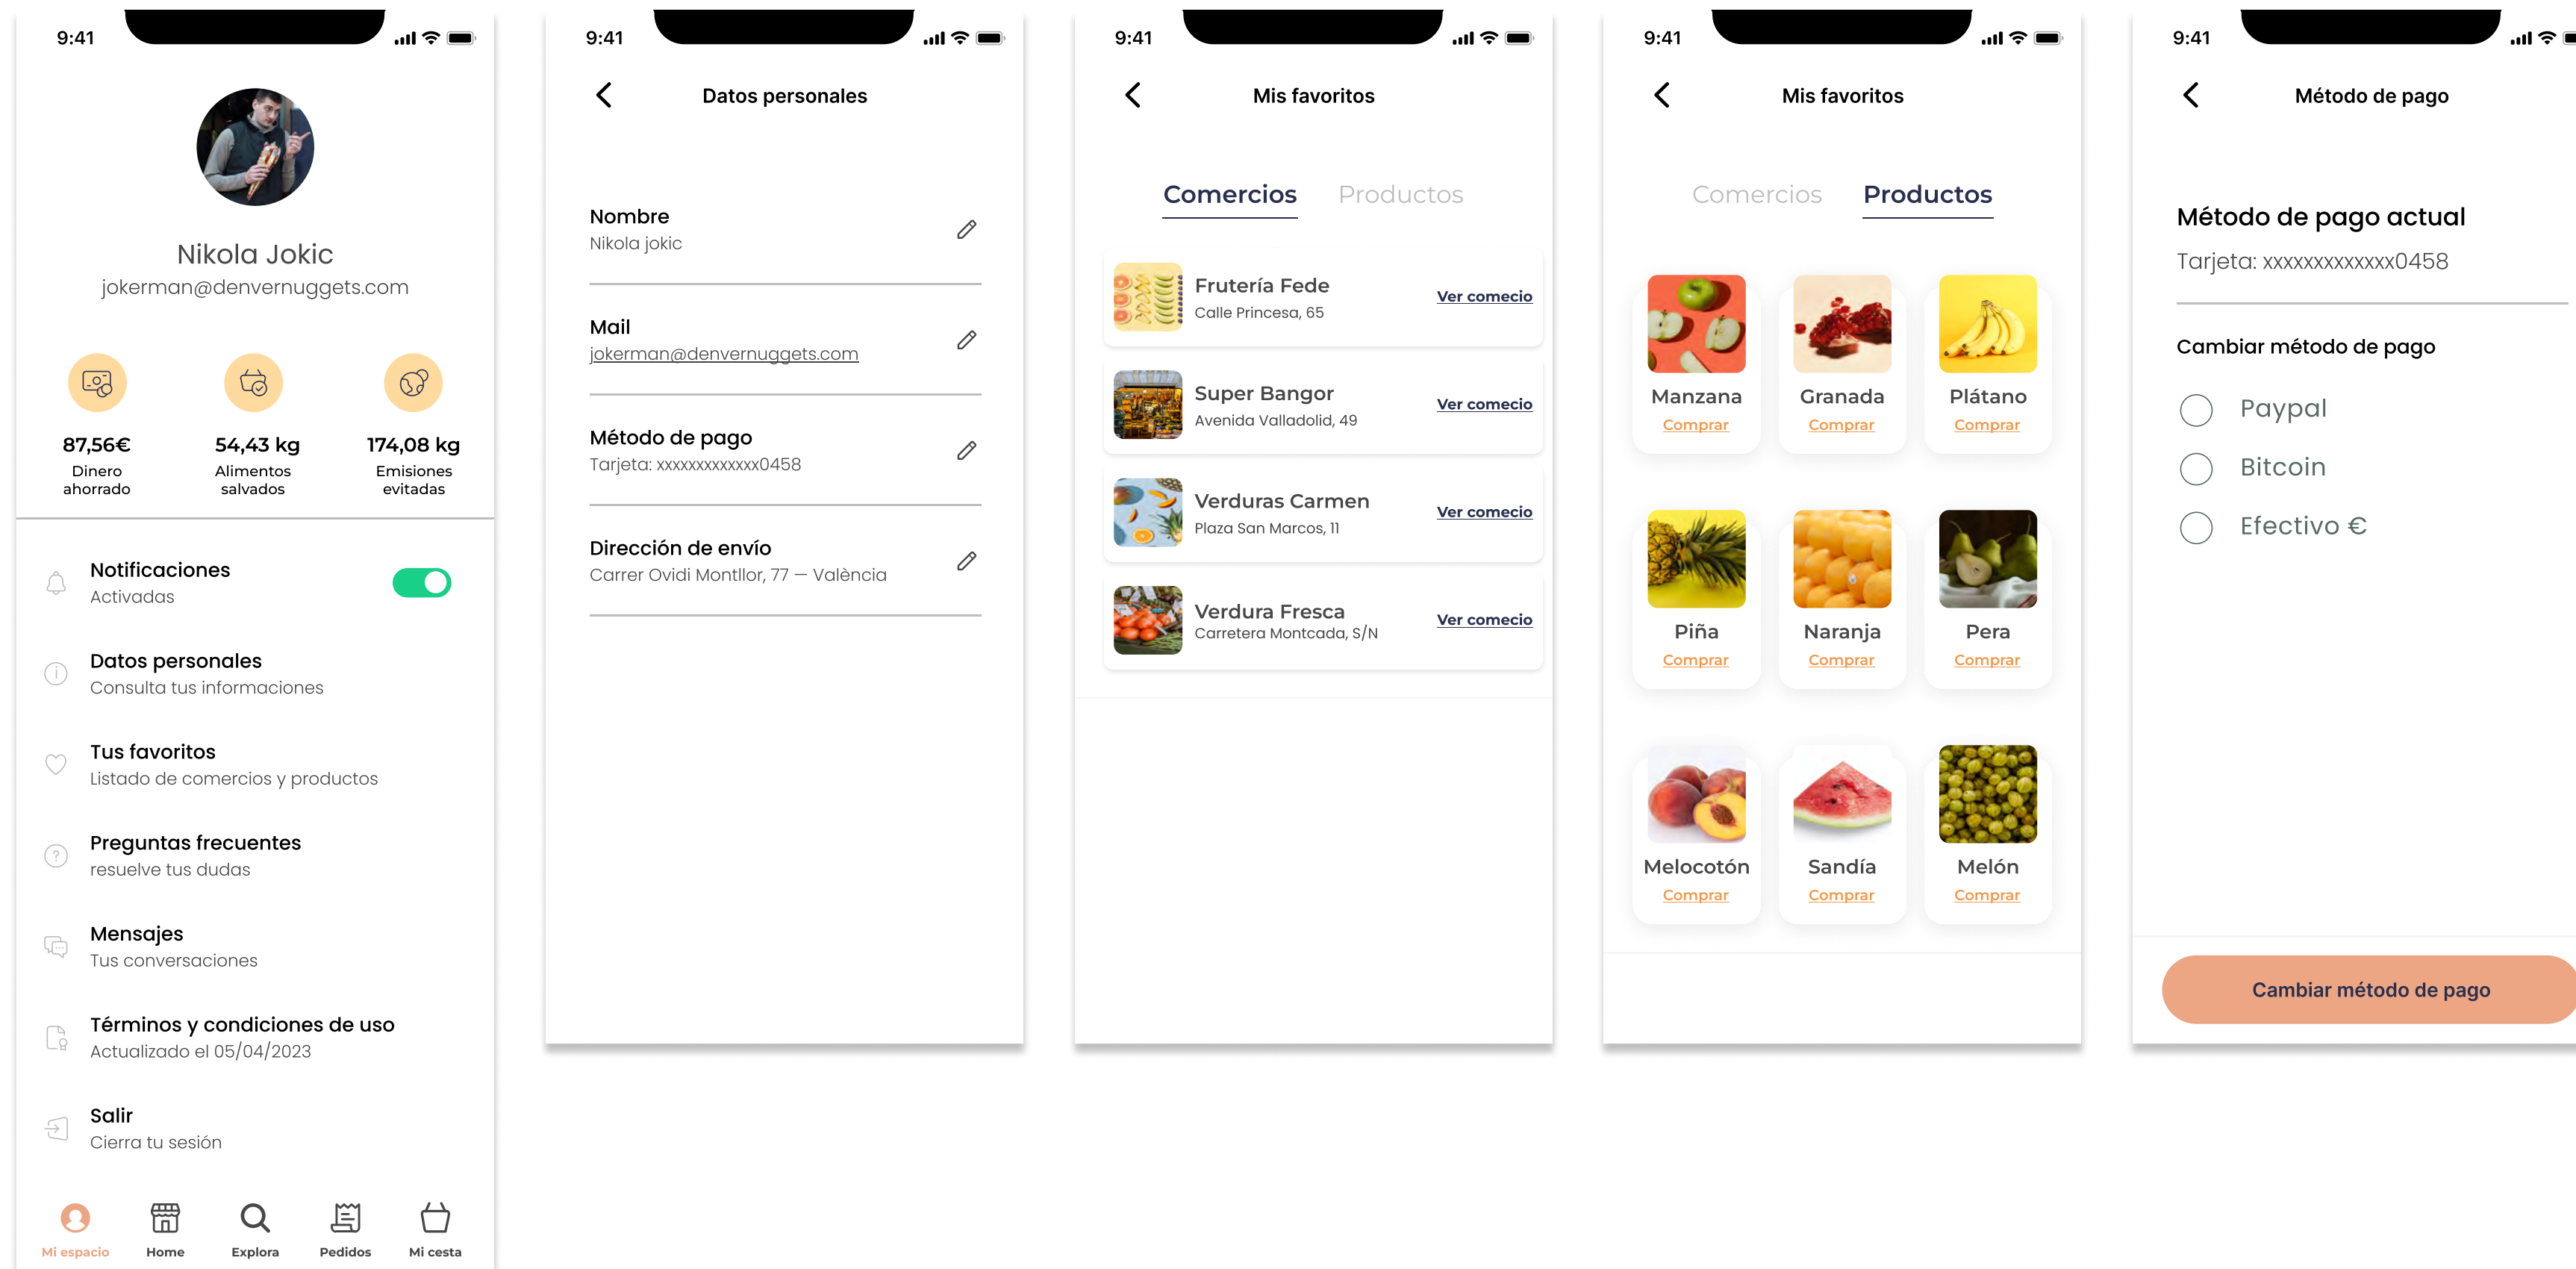 9:41
Nikola Jokic
jokerman@denvernuggets.com
87,56€
Dinero
ahorrado
54,43 kg
Alimentos
salvados
174,08 kg
Emisiones
evitadas
Notificaciones
Activadas
Datos personales
Consulta tus informaciones
Tus favoritos
Listado de comercios y productos
Preguntas frecuentes
resuelve tus dudas
Mensajes
Tus conversaciones
Términos y condiciones de uso
Actualizado el 05/04/2023
Salir
Cierra tu sesión
Mi espacio
Home
Explora
Pedidos
Mi cesta
9:41
Datos personales
Nombre
Nikola jokic
Mail
jokerman@denvernuggets.com
Método de pago
Tarjeta: xxxxxxxxxxxxx0458
Dirección de envío
Carrer Ovidi Montllor, 77 — València
9:41
Mis favoritos
Comercios Productos
Frutería Fede
Calle Princesa, 65
Ver comecio
Super Bangor
Avenida Valladolid, 49
Ver comecio
Verduras Carmen
Plaza San Marcos, 11
Ver comecio
Verdura Fresca
Carretera Montcada, S/N
Ver comecio
9:41
Mis favoritos
Comercios Productos
Manzana
Comprar
Granada
Comprar
Plátano
Comprar
Piña
Comprar
Naranja
Comprar
Pera
Comprar
Melocotón
Comprar
Sandía
Comprar
Melón
Comprar
9:41
Método de pago
Método de pago actual
Tarjeta: xxxxxxxxxxxxx0458
Cambiar método de pago
Paypal
Bitcoin
Efectivo €
Cambiar método de pago